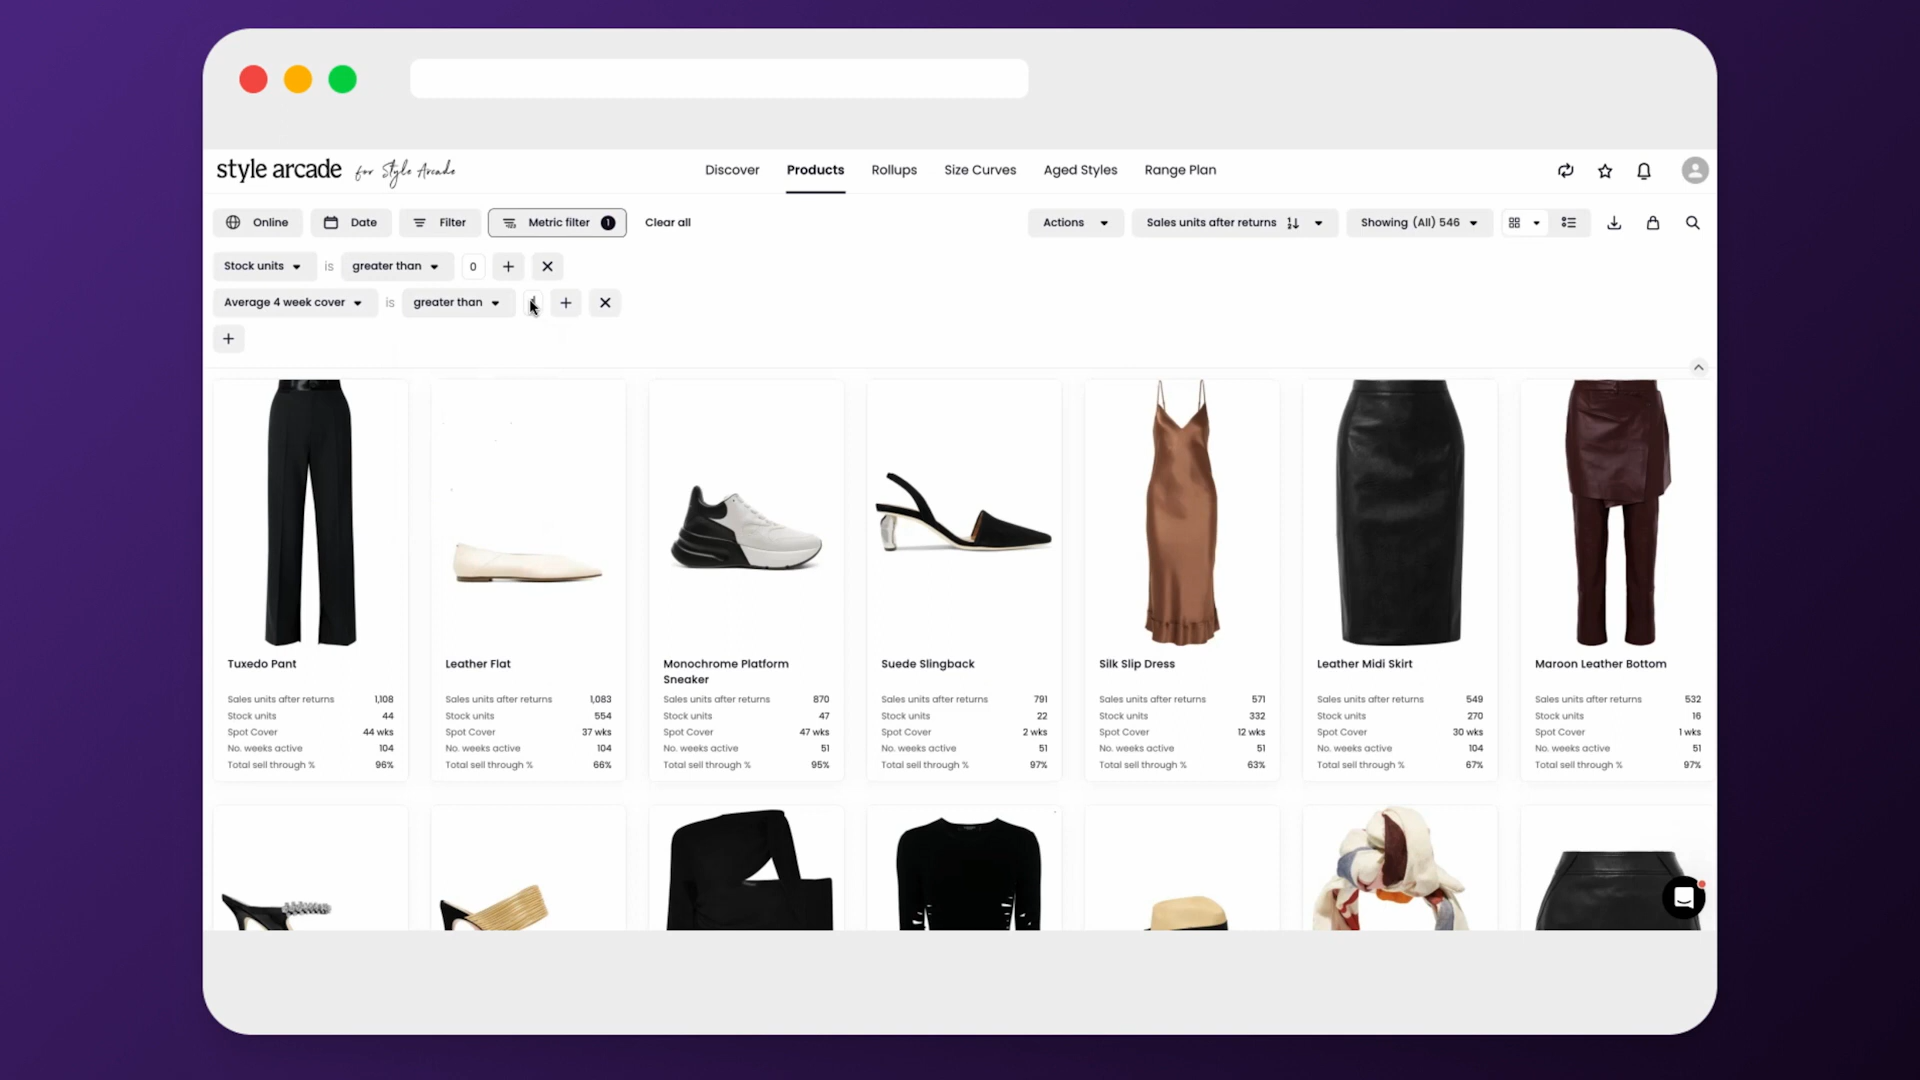 style arcade for Style Arcade
Discover Products Rollups Size Curves Aged Styles Range Plan
Online Date Filter Metric filter 1 Clear all
Actions Sales units after returns Showing (All) 546
Stock units is greater than 0
Average 4 week cover is greater than
Tuxedo Pant
Sales units after returns 1,108
Stock units 44
Spot Cover 44 wks
No. weeks active 104
Total sell through % 96%
Leather Flat
Sales units after returns 1,083
Stock units 554
Spot Cover 37 wks
No. weeks active 104
Total sell through % 66%
Monochrome Platform
Sneaker
Sales units after returns 870
Stock units 47
Spot Cover 47 wks
No. weeks active 51
Total sell through % 95%
Suede Slingback
Sales units after returns 791
Stock units 22
Spot Cover 2 wks
No. weeks active 51
Total sell through % 97%
Silk Slip Dress
Sales units after returns 571
Stock units 332
Spot Cover 12 wks
No. weeks active 51
Total sell through % 63%
Leather Midi Skirt
Sales units after returns 549
Stock units 270
Spot Cover 30 wks
No. weeks active 104
Total sell through % 67%
Maroon Leather Bottom
Sales units after returns 532
Stock units 16
Spot Cover 1 wks
No. weeks active 51
Total sell through % 97%